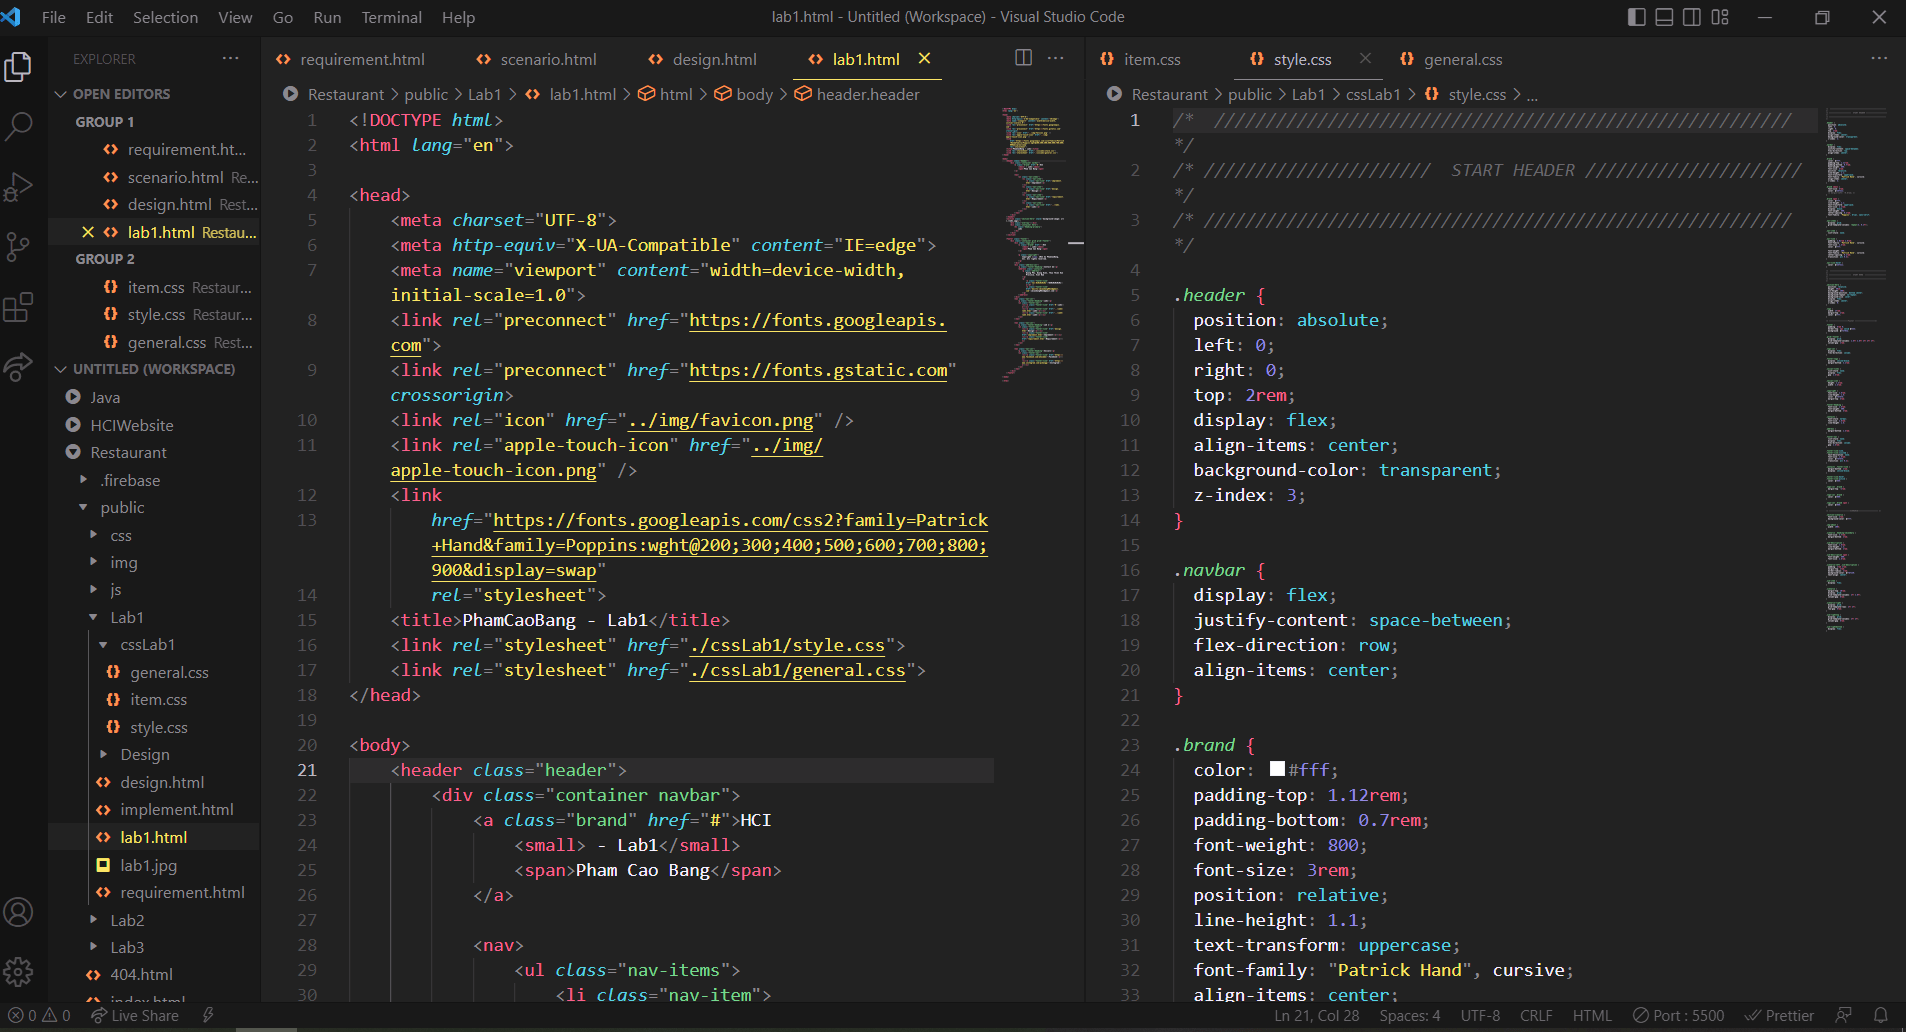 File Edit Selection View Go Run Terminal Help
lab1.html - Untitled (Workspace) - Visual Studio Code
EXPLORER ···
OPEN EDITORS
GROUP 1
requirement.ht...
scenario.html Re...
design.html Rest...
lab1.html Restau...
GROUP 2
item.css Restaur...
style.css Restaur...
general.css Rest...
UNTITLED (WORKSPACE)
Java
HCIWebsite
Restaurant
.firebase
public
css
img
js
Lab1
cssLab1
general.css
item.css
style.css
Design
design.html
implement.html
lab1.html
lab1.jpg
requirement.html
Lab2
Lab3
404.html
index.html
requirement.html scenario.html design.html lab1.html
Restaurant > public > Lab1 > lab1.html > html > body > header.header
1 <!DOCTYPE html>
2 <html lang="en">
3
4 <head>
5 <meta charset="UTF-8">
6 <meta http-equiv="X-UA-Compatible" content="IE=edge">
7 <meta name="viewport" content="width=device-width,
initial-scale=1.0">
8 <link rel="preconnect" href="https://fonts.googleapis.
com">
9 <link rel="preconnect" href="https://fonts.gstatic.com"
crossorigin>
10 <link rel="icon" href="../img/favicon.png" />
11 <link rel="apple-touch-icon" href="../img/
apple-touch-icon.png" />
12 <link
13 href="https://fonts.googleapis.com/css2?family=Patrick
+Hand&family=Poppins:wght@200;300;400;500;600;700;800;
900&display=swap"
14 rel="stylesheet">
15 <title>PhamCaoBang - Lab1</title>
16 <link rel="stylesheet" href="./cssLab1/style.css">
17 <link rel="stylesheet" href="./cssLab1/general.css">
18 </head>
19
20 <body>
21 <header class="header">
22 <div class="container navbar">
23 <a class="brand" href="#">HCI
24 <small> - Lab1</small>
25 <span>Pham Cao Bang</span>
26 </a>
27
28 <nav>
29 <ul class="nav-items">
30 <li class="nav-item">
item.css style.css general.css
Restaurant > public > Lab1 > cssLab1 > style.css > ...
1 /* ////////////////////////////////////////////////////////
*/
2 /* ////////////////////// START HEADER /////////////////////
*/
3 /* /////////////////////////////////////////////////////////
*/
4
5 .header {
6 position: absolute;
7 left: 0;
8 right: 0;
9 top: 2rem;
10 display: flex;
11 align-items: center;
12 background-color: transparent;
13 z-index: 3;
14 }
15
16 .navbar {
17 display: flex;
18 justify-content: space-between;
19 flex-direction: row;
20 align-items: center;
21 }
22
23 .brand {
24 color: #fff;
25 padding-top: 1.12rem;
26 padding-bottom: 0.7rem;
27 font-weight: 800;
28 font-size: 3rem;
29 position: relative;
30 line-height: 1.1;
31 text-transform: uppercase;
32 font-family: "Patrick Hand", cursive;
33 align-items: center;
0 0 Live Share
Ln 21, Col 28 Spaces: 4 UTF-8 CRLF HTML Port : 5500 Prettier